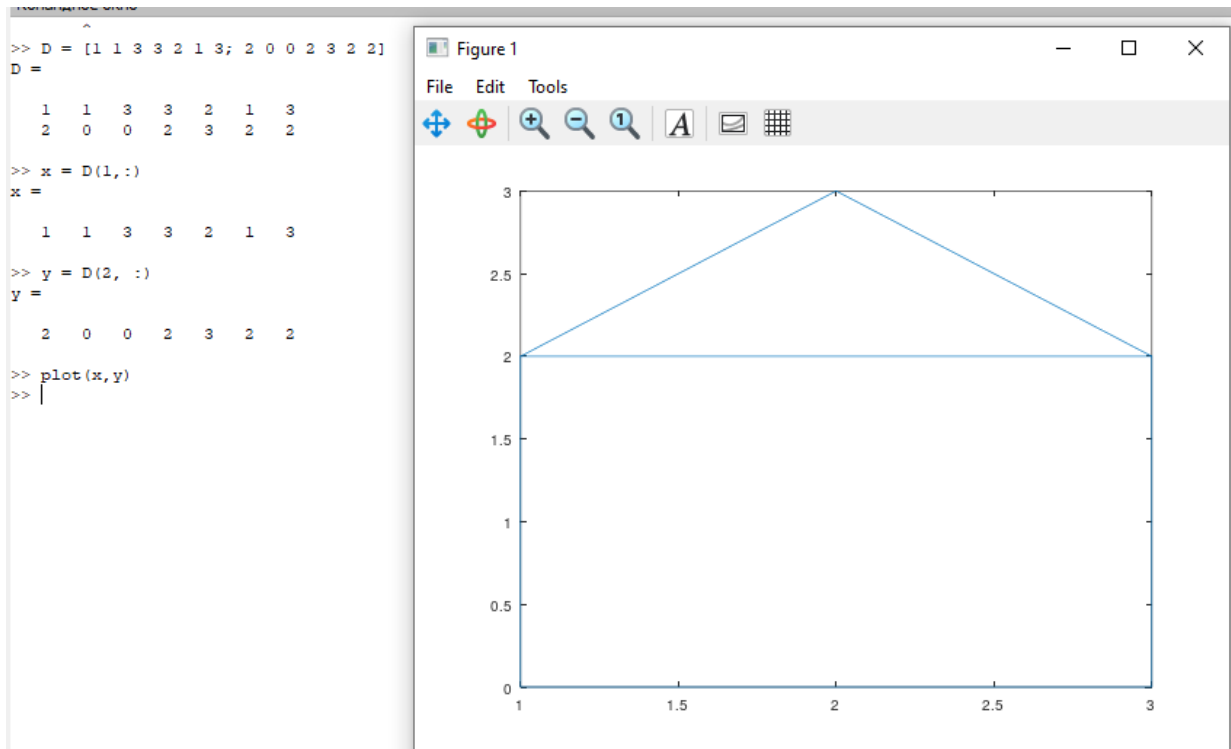 Командное окно
^
>> D = [1 1 3 3 2 1 3; 2 0 0 2 3 2 2]
D =
1 1 3 3 2 1 3
2 0 0 2 3 2 2
>> x = D(1,:)
x =
1 1 3 3 2 1 3
>> y = D(2, :)
y =
2 0 0 2 3 2 2
>> plot(x,y)
>>
Figure 1
File Edit Tools
1 A
3
2.5
2
1.5
1
0.5
0
1 1.5 2 2.5 3